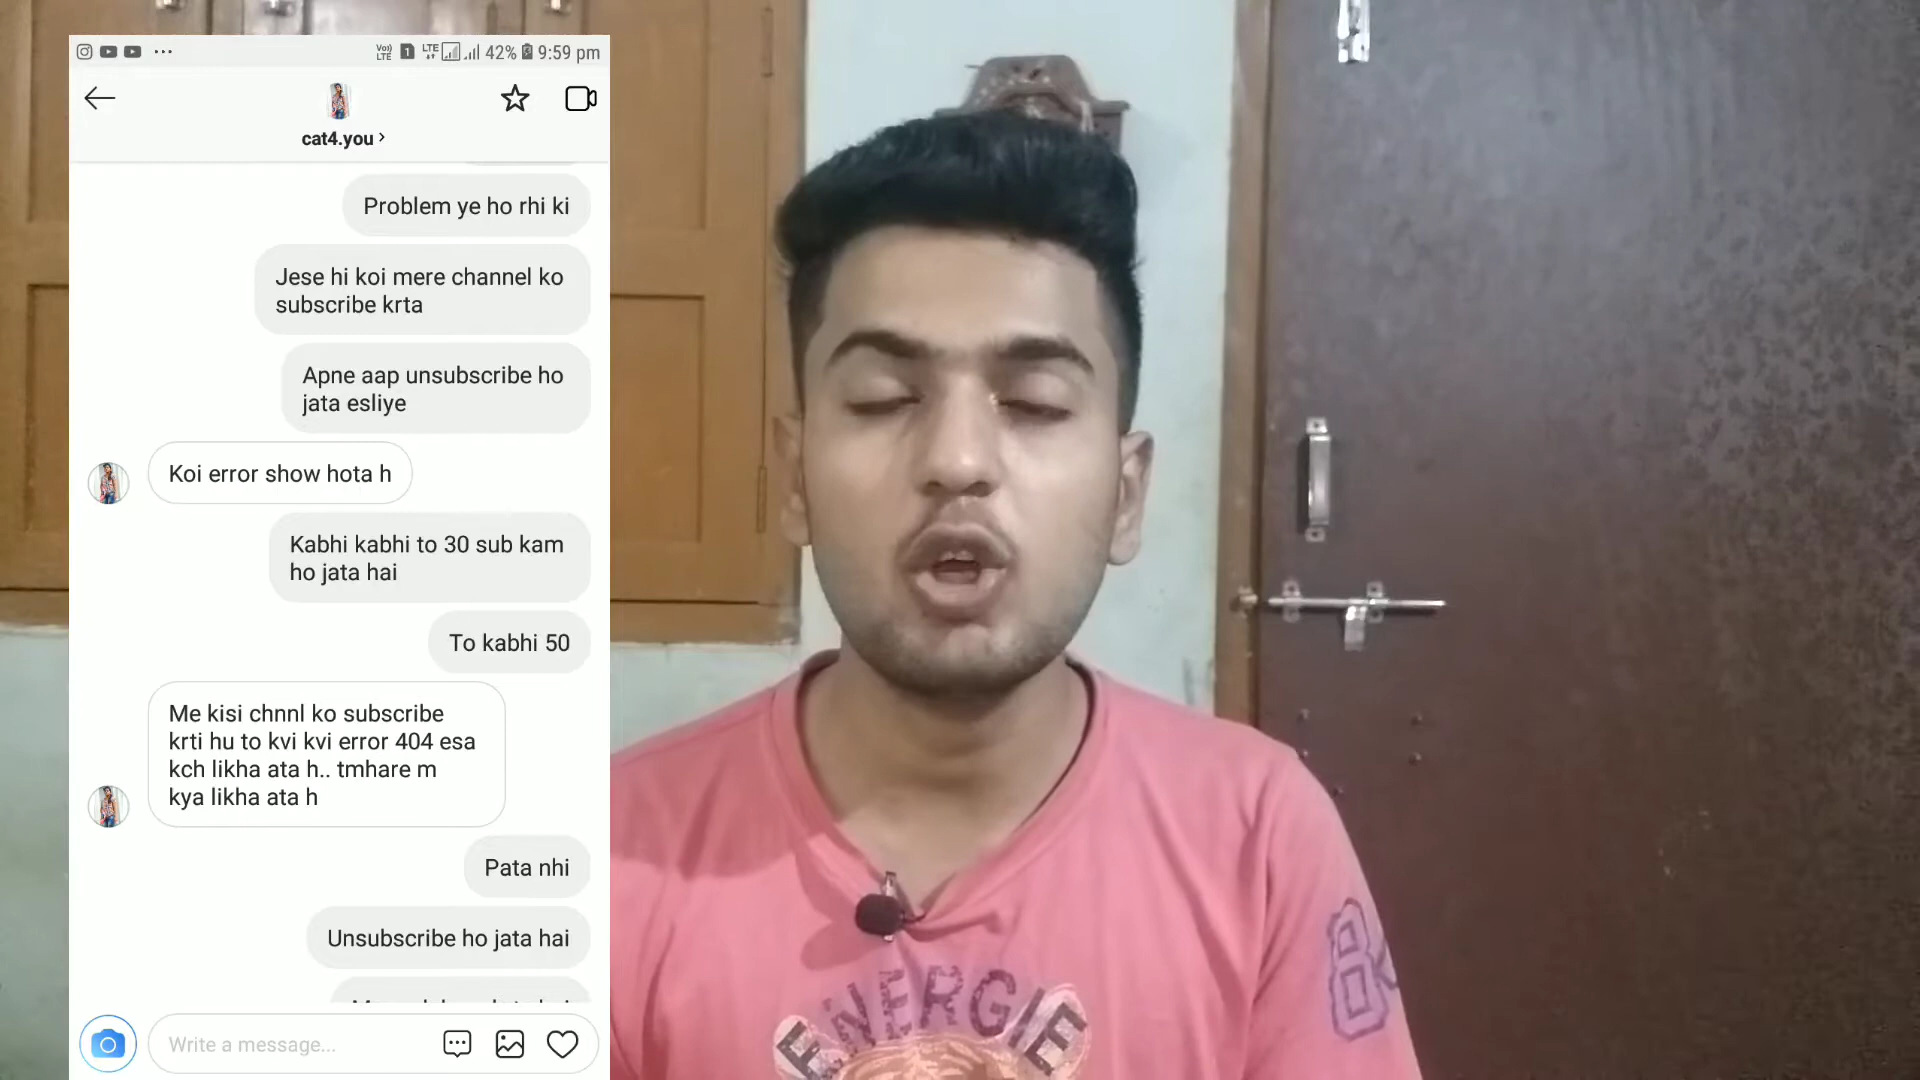 42% 9:59 pm
cat4.you
Problem ye ho rhi ki
Jese hi koi mere channel ko
subscribe krta
Apne aap unsubscribe ho
jata esliye
Koi error show hota h
Kabhi kabhi to 30 sub kam
ho jata hai
To kabhi 50
Me kisi chnnl ko subscribe
krti hu to kvi kvi error 404 esa
kch likha ata h.. tmhare m
kya likha ata h
Pata nhi
Unsubscribe ho jata hai
Write a message...
ENERGIE